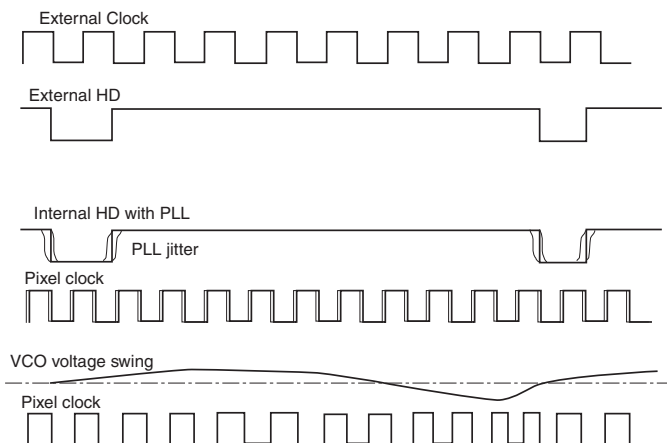 External Clock
External HD
Internal HD with PLL
PLL jitter
Pixel clock
VCO voltage swing
Pixel clock